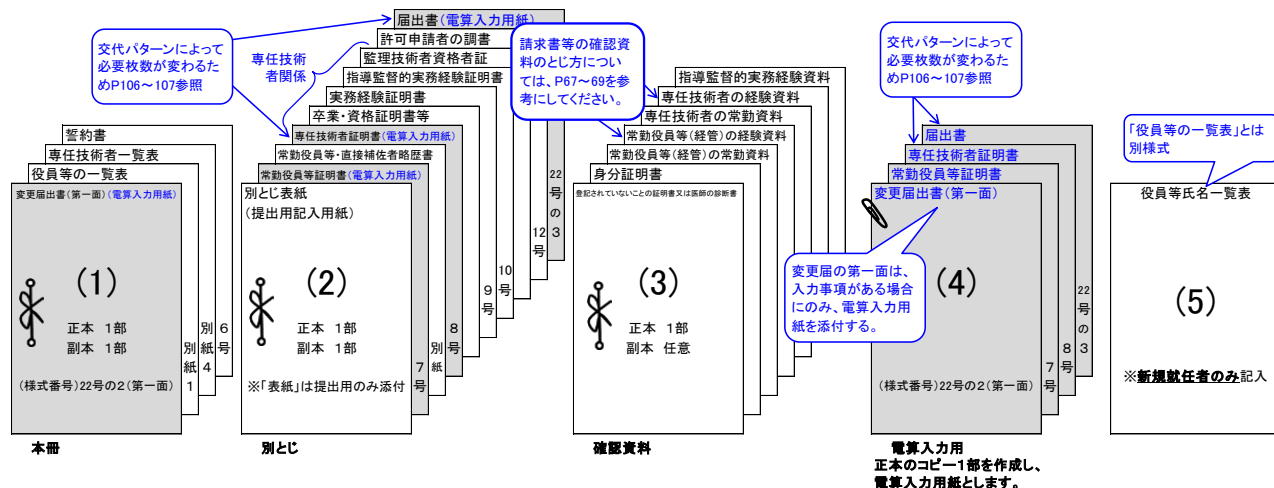 交代パターンによって
必要枚数が変わるた
めP106～107参照
専任技術
者関係
届出書(電算入力用紙)
許可申請者の調書
監理技術者資格者証
指導監督的実務経験証明書
実務経験証明書
卒業・資格証明書等
専任技術者証明書(電算入力用紙)
常勤役員等・直接補佐者略歴書
常勤役員等証明書(電算入力用紙)
別とじ表紙
(提出用記入用紙)
(2)
正本 1部
副本 1部
※「表紙」は提出用のみ添付
7号
別紙
8号
9号
10号
12号
22号の3
別とじ
誓約書
専任技術者一覧表
役員等の一覧表
変更届出書(第一面)(電算入力用紙)
(1)
正本 1部
副本 1部
(様式番号)22号の2(第一面)
別紙1
別紙4
6号
本冊
請求書等の確認資
料のとじ方につい
ては、P67～69を参
考にしてください。
指導監督的実務経験資料
専任技術者の経験資料
専任技術者の常勤資料
常勤役員等(経管)の経験資料
常勤役員等(経管)の常勤資料
身分証明書
登記されていないことの証明書又は医師の診断書
(3)
正本 1部
副本 任意
確認資料
交代パターンによって
必要枚数が変わるた
めP106～107参照
届出書
専任技術者証明書
常勤役員等証明書
変更届出書(第一面)
変更届の第一面は、
入力事項がある場合
にのみ、電算入力用
紙を添付する。
(4)
(様式番号)22号の2(第一面)
7号
8号
22号の3
電算入力用
正本のコピー1部を作成し、
電算入力用紙とします。
「役員等の一覧表」とは
別様式
役員等氏名一覧表
(5)
※新規就任者のみ記入